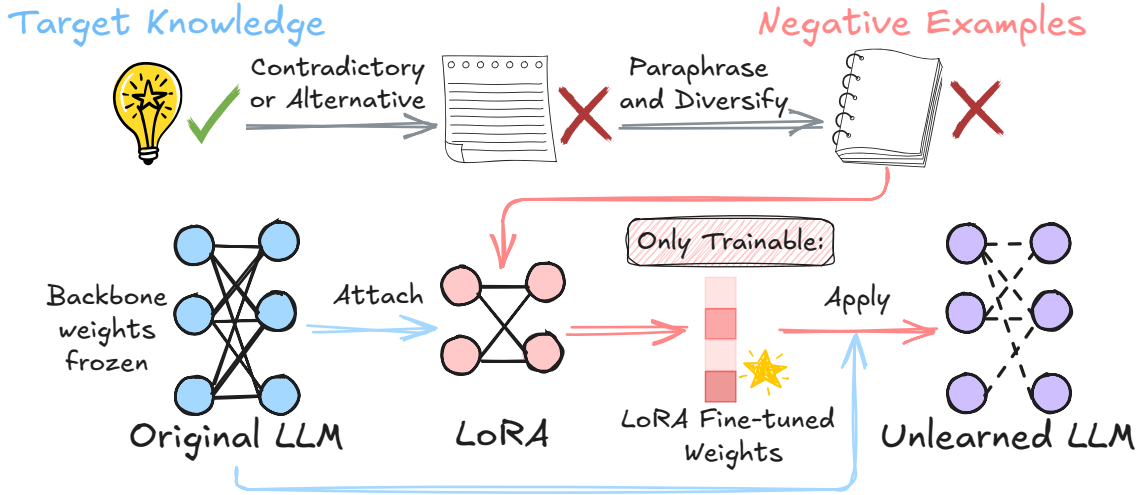 Target Knowledge
Negative Examples
Contradictory
or Alternative
Paraphrase
and Diversify
Only Trainable:
Backbone
weights
frozen
Attach
Apply
Original LLM
LoRA
LoRA Fine-tuned
Weights
Unlearned LLM